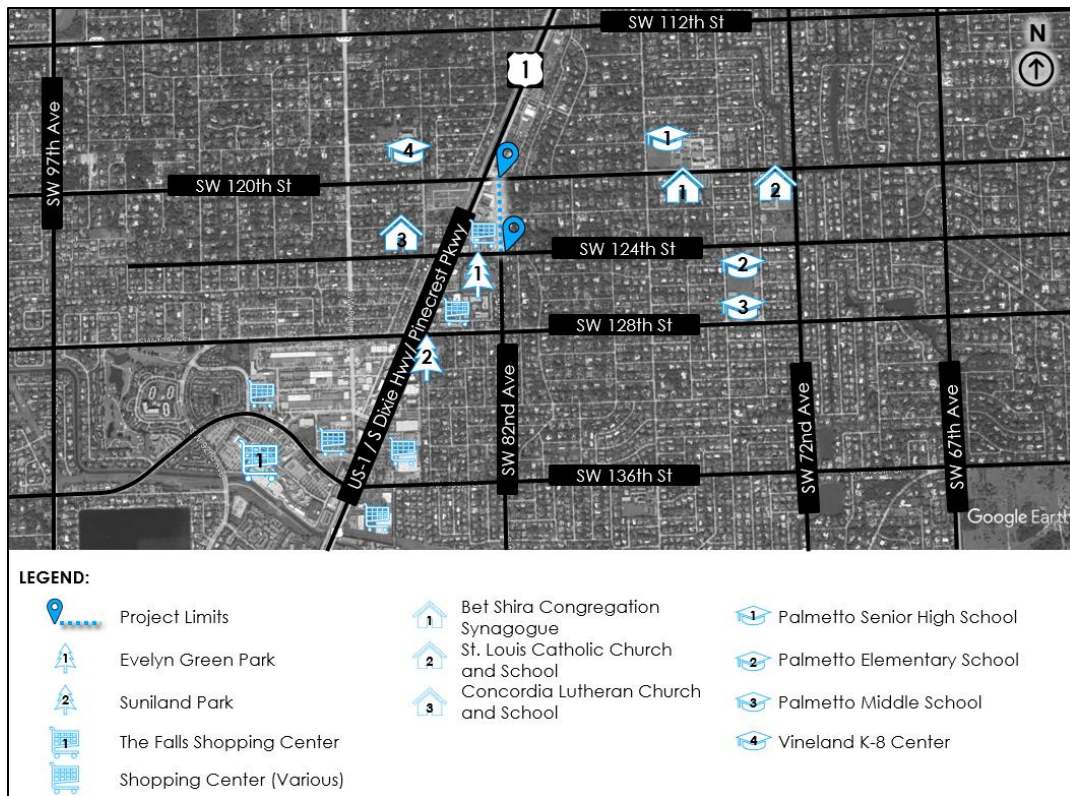 SW 112th St
N
1
SW 97th Ave
4
1
SW 120th St
1
2
3
SW 124th St
1
2
3
SW 128th St
2
US-1 / S Dixie Hwy/ Pinecrest Pkwy
SW 82nd Ave
SW 72nd Ave
SW 67th Ave
1
SW 136th St
Google Earth
LEGEND:
Project Limits
1 Evelyn Green Park
2 Suniland Park
1 The Falls Shopping Center
Shopping Center (Various)
1 Bet Shira Congregation
Synagogue
2 St. Louis Catholic Church
and School
3 Concordia Lutheran Church
and School
1 Palmetto Senior High School
2 Palmetto Elementary School
3 Palmetto Middle School
4 Vineland K-8 Center